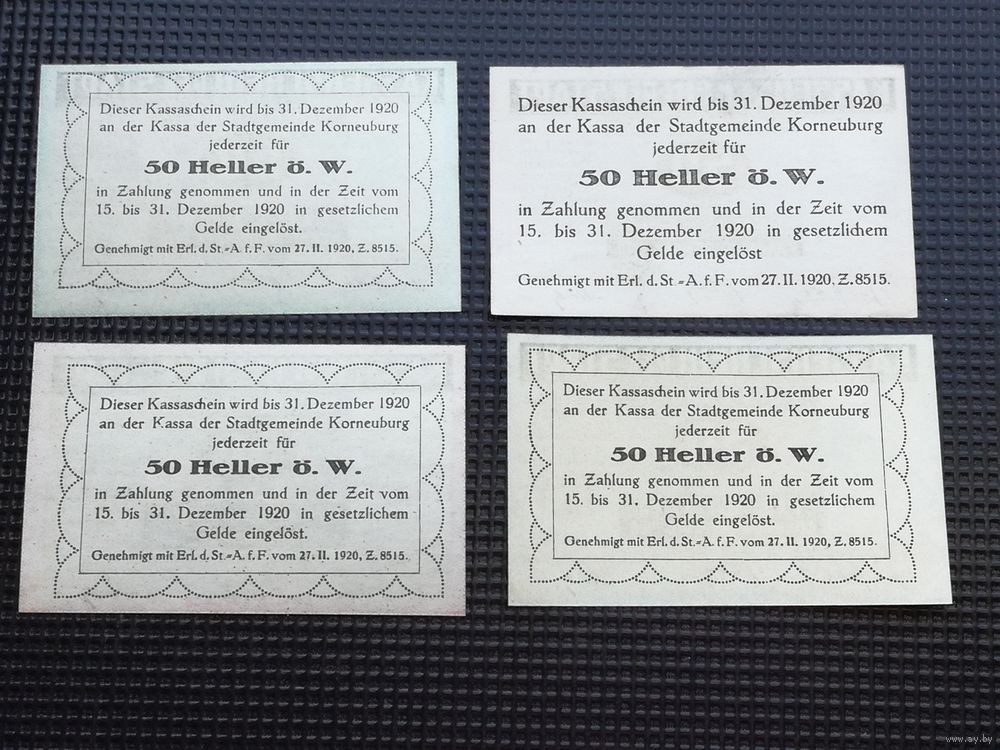 Dieser Kassaschein wird bis 31. Dezember 1920
an der Kassa der Stadtgemeinde Korneuburg
jederzeit für
50 Heller ö. W.
in Zahlung genommen und in der Zeit vom
15. bis 31. Dezember 1920 in gesetzlichem
Gelde eingelöst.
Genehmigt mit Erl. d. St.=A. f. F. vom 27. II. 1920, Z. 8515.
Dieser Kassaschein wird bis 31. Dezember 1920
an der Kassa der Stadtgemeinde Korneuburg
jederzeit für
50 Heller ö. W.
in Zahlung genommen und in der Zeit vom
15. bis 31. Dezember 1920 in gesetzlichem
Gelde eingelöst
Genehmigt mit Erl. d. St.=A. f. F. vom 27. II. 1920. Z. 8515.
Dieser Kassaschein wird bis 31. Dezember 1920
an der Kassa der Stadtgemeinde Korneuburg
jederzeit für
50 Heller ö. W.
in Zahlung genommen und in der Zeit vom
15. bis 31. Dezember 1920 in gesetzlichem
Gelde eingelöst.
Genehmigt mit Erl. d. St.=A. f. F. vom 27. II. 1920, Z. 8515.
Dieser Kassaschein wird bis 31. Dezember 1920
an der Kassa der Stadtgemeinde Korneuburg
jederzeit für
50 Heller ö. W.
in Zahlung genommen und in der Zeit vom
15. bis 31. Dezember 1920 in gesetzlichem
Gelde eingelöst.
Genehmigt mit Erl. d. St.=A. f. F. vom 27. II. 1920, Z. 8515.
www.ay.by